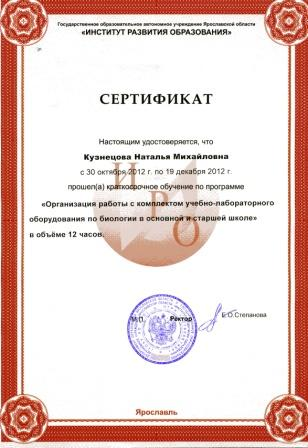 Государственное образовательное автономное учреждение Ярославской области
«ИНСТИТУТ РАЗВИТИЯ ОБРАЗОВАНИЯ»
СЕРТИФИКАТ
Настоящим удостоверяется, что
Кузнецова Наталья Михайловна
с 30 октября 2012 г. по 19 декабря 2012 г.
прошел(а) краткосрочное обучение по программе
«Организация работы с комплектом учебно-лабораторного
оборудования по биологии в основной и старшей школе»
в объёме 12 часов.
ИРО
М.П. Ректор Е.О.Степанова
Ярославль